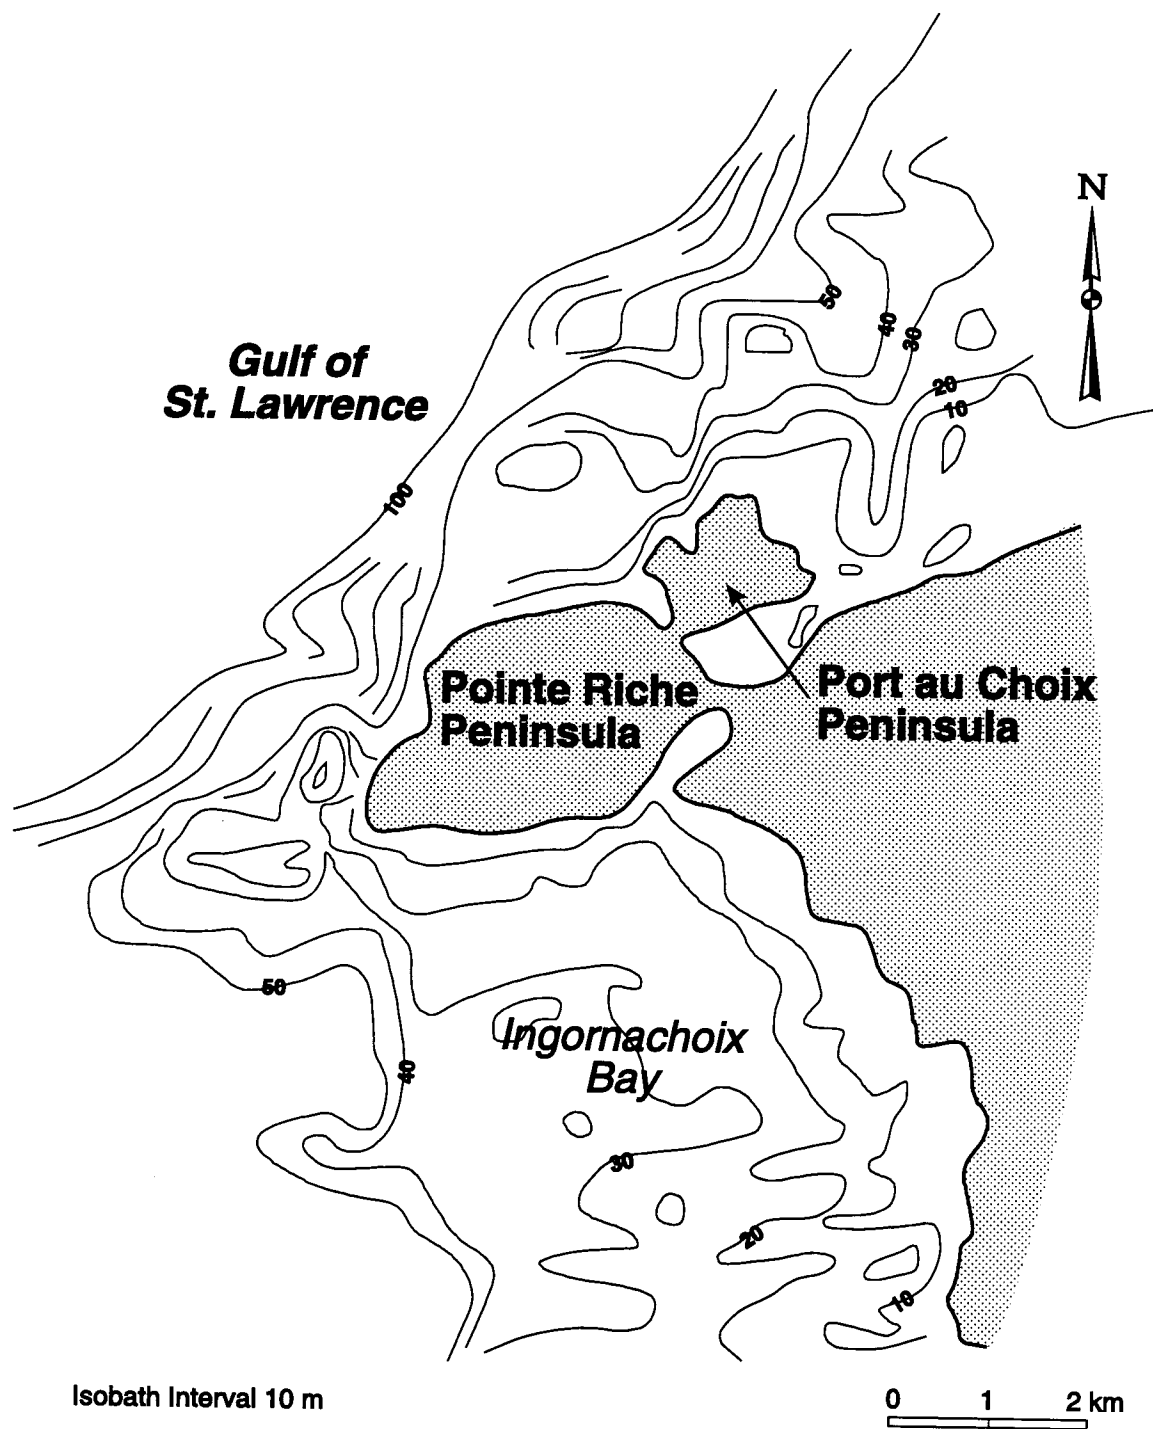 N
50
40
30
Gulf of
St. Lawrence
20
10
100
Pointe Riche
Peninsula
Port au Choix
Peninsula
50
Ingornachoix
Bay
40
30
20
10
Isobath Interval 10 m
0 1 2 km